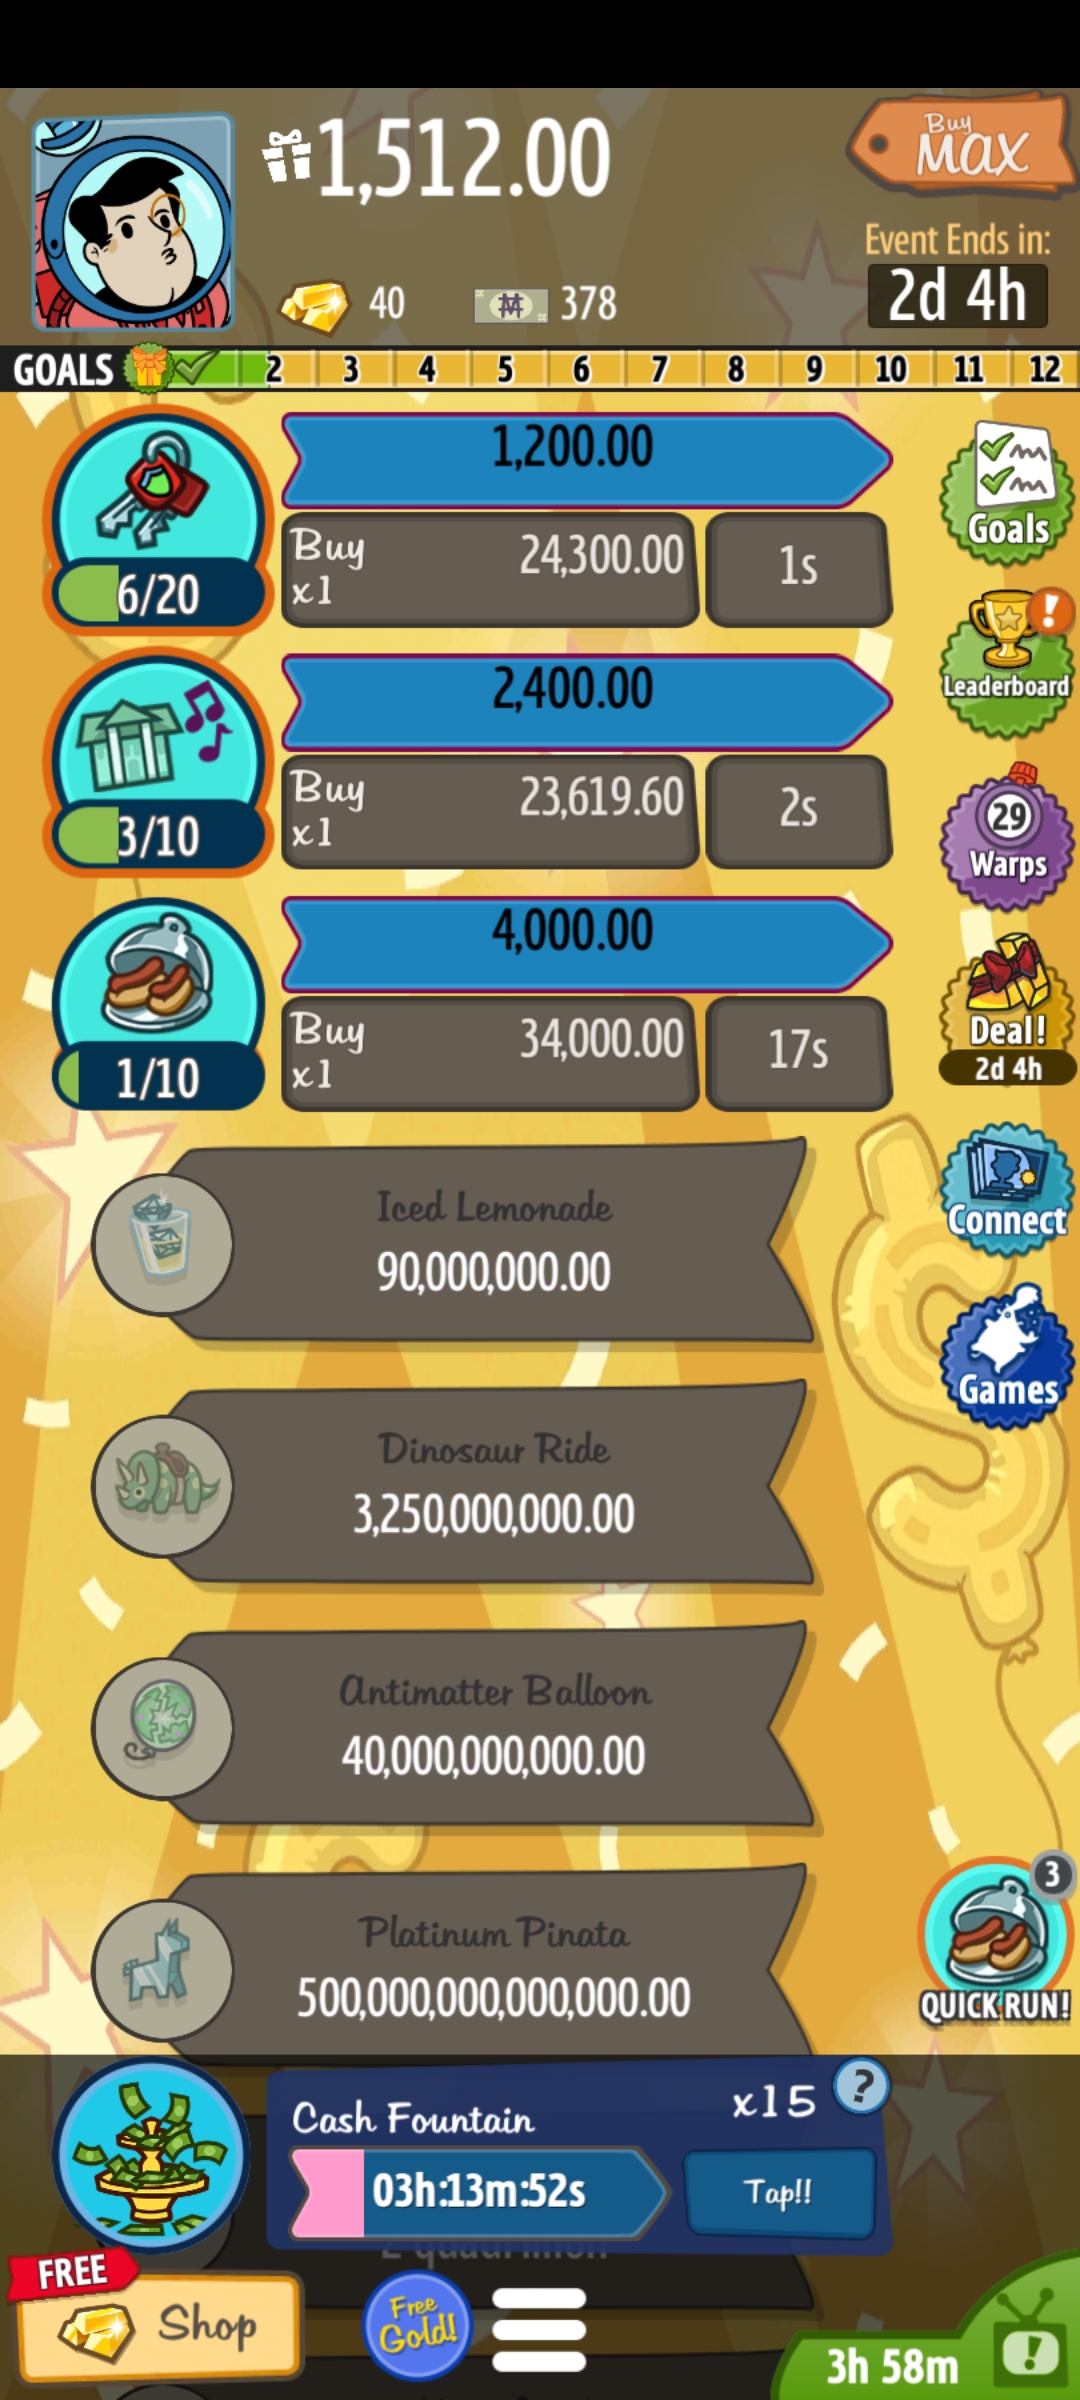 1,512.00
Buy
MAX
40
378
Event Ends in:
2d 4h
GOALS 2 3 4 5 6 7 8 9 10 11 12
1,200.00
Buy
x1
24,300.00
1s
6/20
Goals
2,400.00
Buy
x1
23,619.60
2s
3/10
!
Leaderboard
29
Warps
4,000.00
Buy
x1
34,000.00
17s
1/10
Deal!
2d 4h
Iced Lemonade
90,000,000.00
Connect
Dinosaur Ride
3,250,000,000.00
Games
Antimatter Balloon
40,000,000,000.00
Platinum Pinata
500,000,000,000,000.00
3
QUICK RUN!
Cash Fountain
x15
?
03h:13m:52s
Tap!!
FREE
Shop
Free
Gold!
3h 58m
!